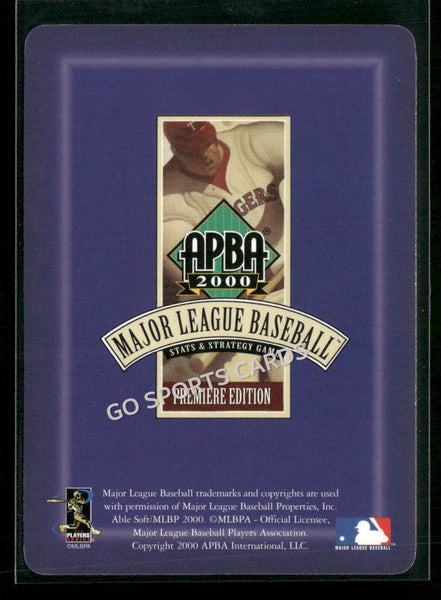 T
GERS
APBA®
2000
MAJOR LEAGUE BASEBALL™
STATS & STRATEGY GAME
GO SPORTS CARDS
PREMIERE EDITION
Major League Baseball trademarks and copyrights are used
with permission of Major League Baseball Properties, Inc.
Able Soft/MLBP 2000. ©MLBPA - Official Licensee,
Major League Baseball Players Association.
Copyright 2000 APBA International, LLC.
PLAYERS
©MLBPA
MAJOR LEAGUE BASEBALL